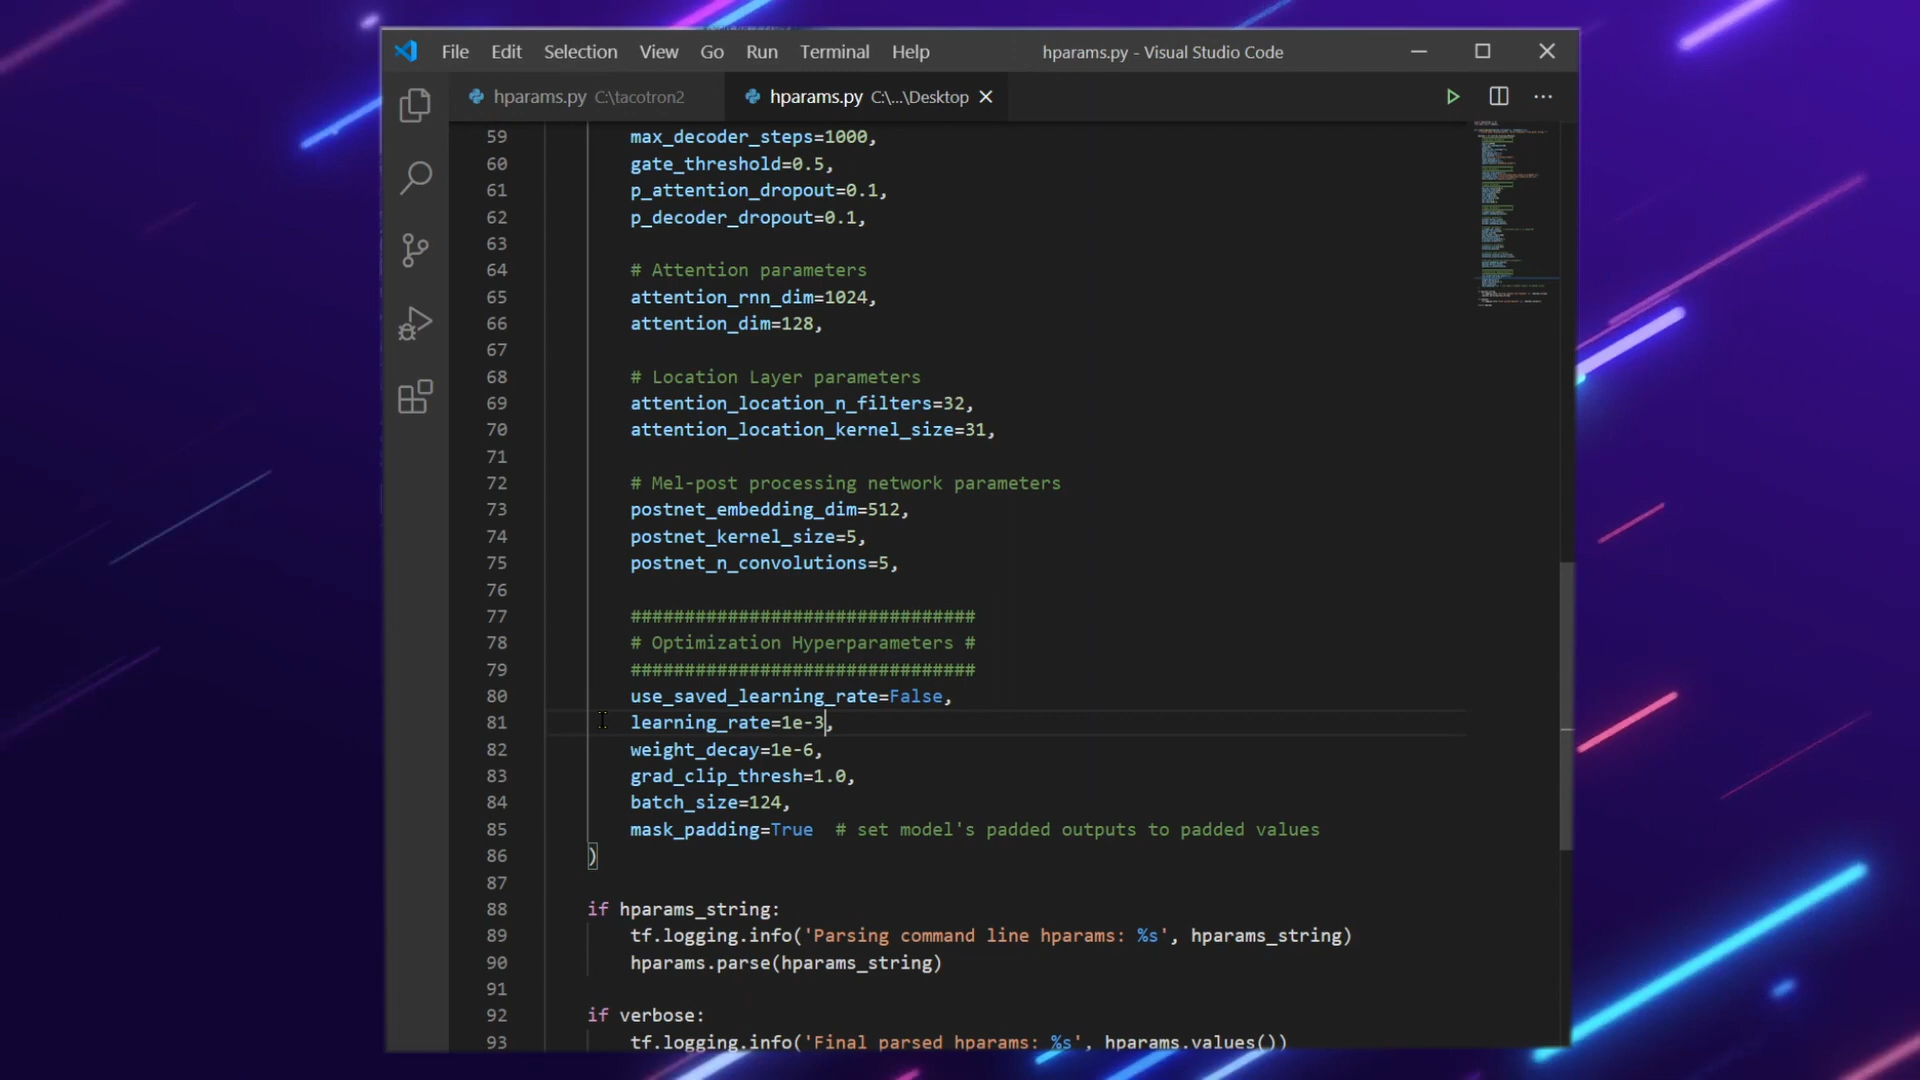 File Edit Selection View Go Run Terminal Help hparams.py - Visual Studio Code
hparams.py C:\tacotron2 hparams.py C:\...\Desktop
59 max_decoder_steps=1000,
60 gate_threshold=0.5,
61 p_attention_dropout=0.1,
62 p_decoder_dropout=0.1,
63
64 # Attention parameters
65 attention_rnn_dim=1024,
66 attention_dim=128,
67
68 # Location Layer parameters
69 attention_location_n_filters=32,
70 attention_location_kernel_size=31,
71
72 # Mel-post processing network parameters
73 postnet_embedding_dim=512,
74 postnet_kernel_size=5,
75 postnet_n_convolutions=5,
76
77 ################################
78 # Optimization Hyperparameters #
79 ################################
80 use_saved_learning_rate=False,
81 learning_rate=1e-3,
82 weight_decay=1e-6,
83 grad_clip_thresh=1.0,
84 batch_size=124,
85 mask_padding=True  # set model's padded outputs to padded values
86 )
87
88 if hparams_string:
89 tf.logging.info('Parsing command line hparams: %s', hparams_string)
90 hparams.parse(hparams_string)
91
92 if verbose:
93 tf.logging.info('Final parsed hparams: %s', hparams.values())